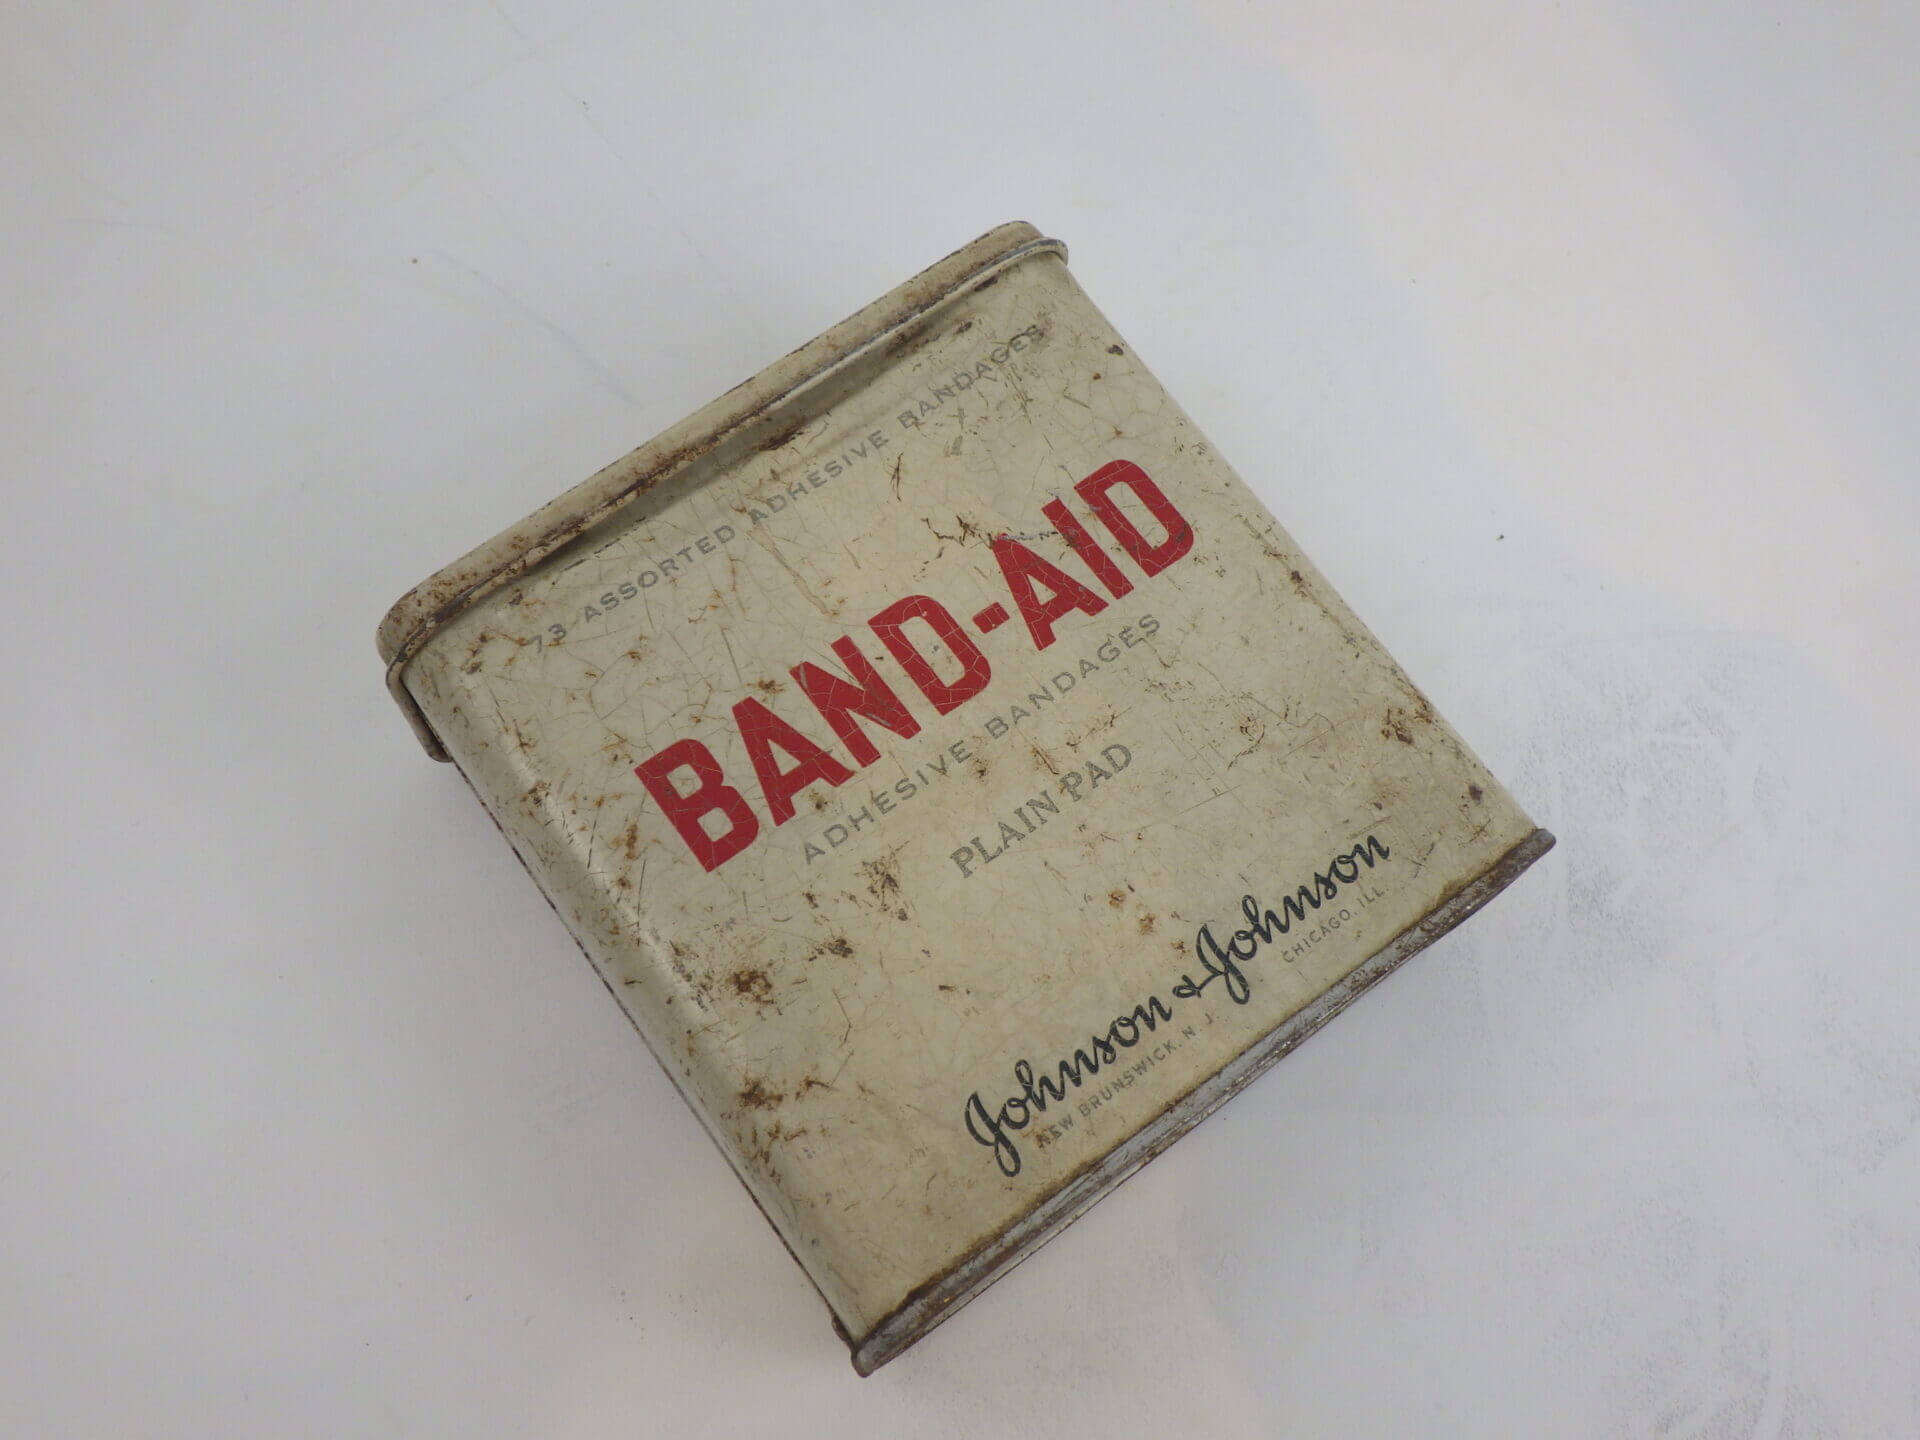 73 ASSORTED ADHESIVE BANDAGES
BAND-AID
ADHESIVE BANDAGES
PLAIN PAD
Johnson & Johnson
NEW BRUNSWICK, N. J. CHICAGO, ILL.